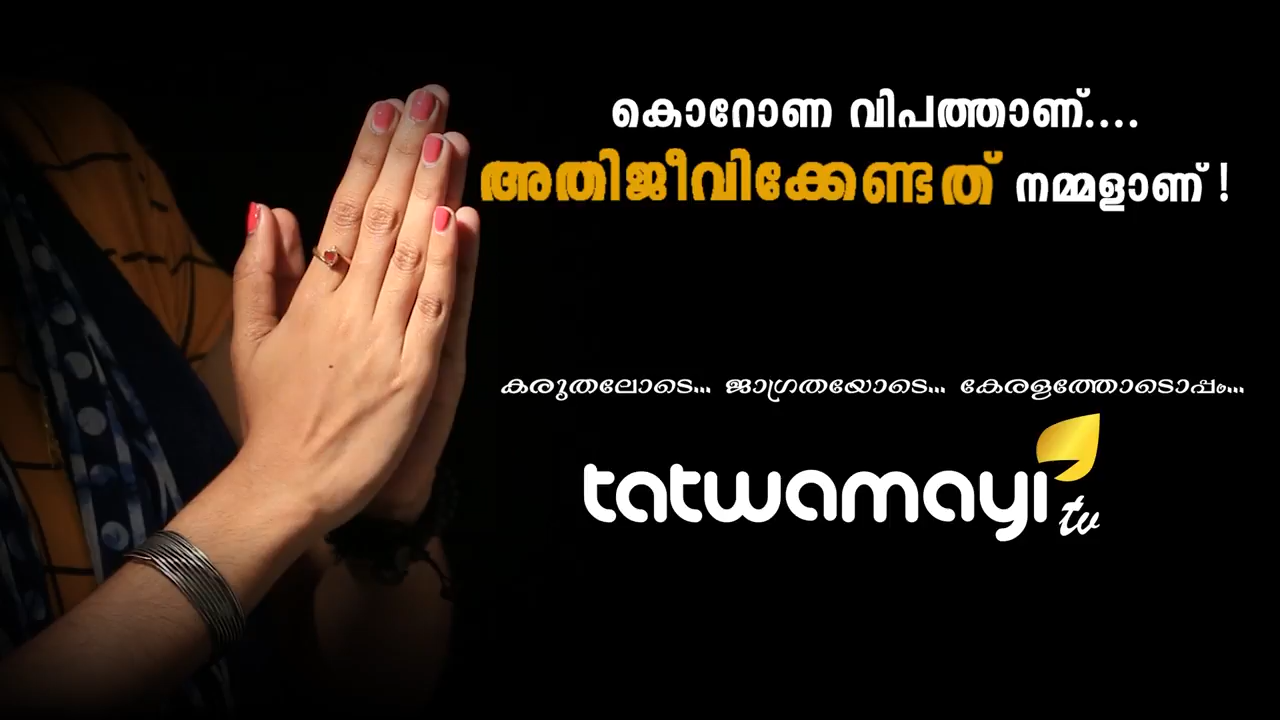 കൊറോണ വിപത്താണ്....
അതിജീവിക്കേണ്ടത് നമ്മളാണ് !
കരുതലോടെ... ജാഗ്രതയോടെ... കേരളത്തോടൊപ്പം...
tatwamayi
tv